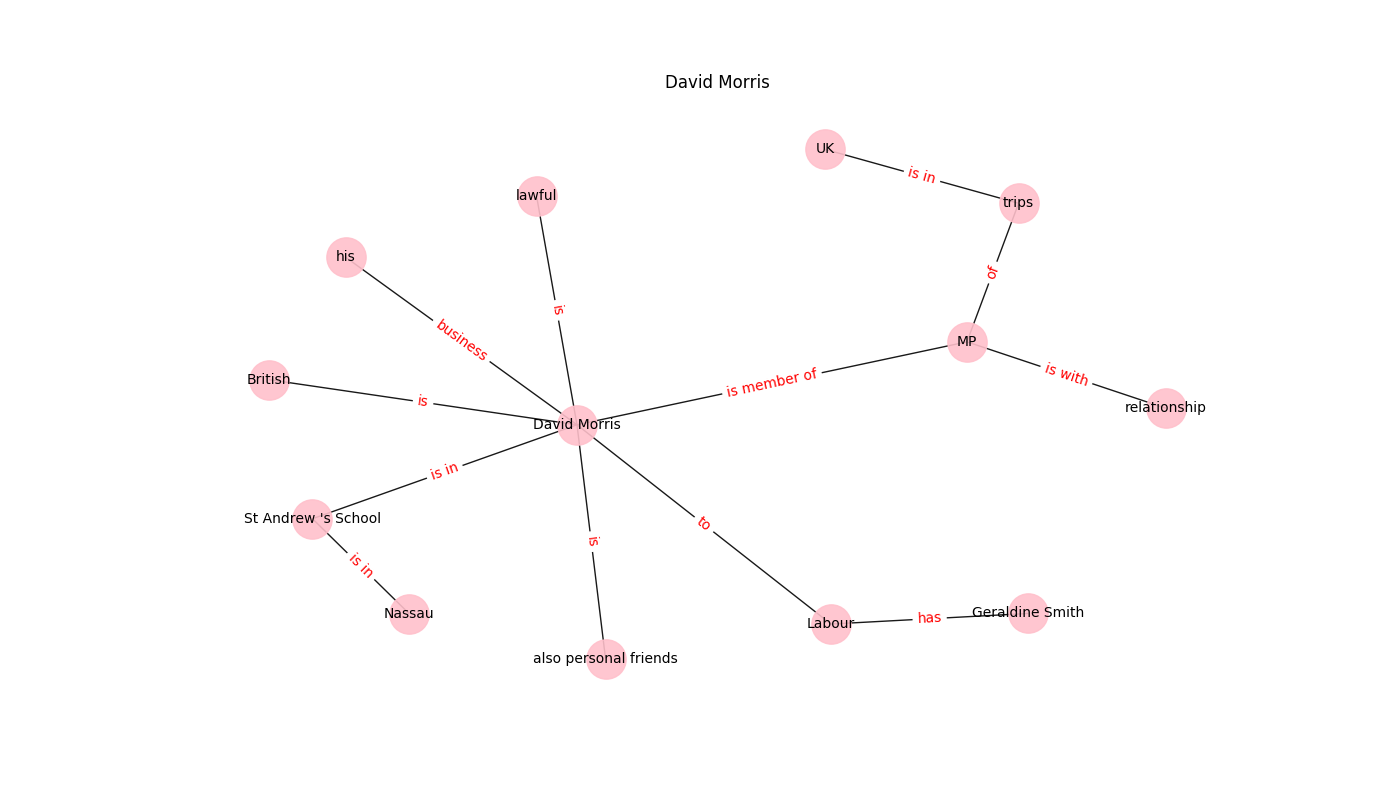 David Morris
UK
is in
trips
lawful
his
of
is
business
MP
is with
British
is
is member of
relationship
David Morris
is in
St Andrew 's School
to
is
is in
Nassau
Labour
has
Geraldine Smith
also personal friends